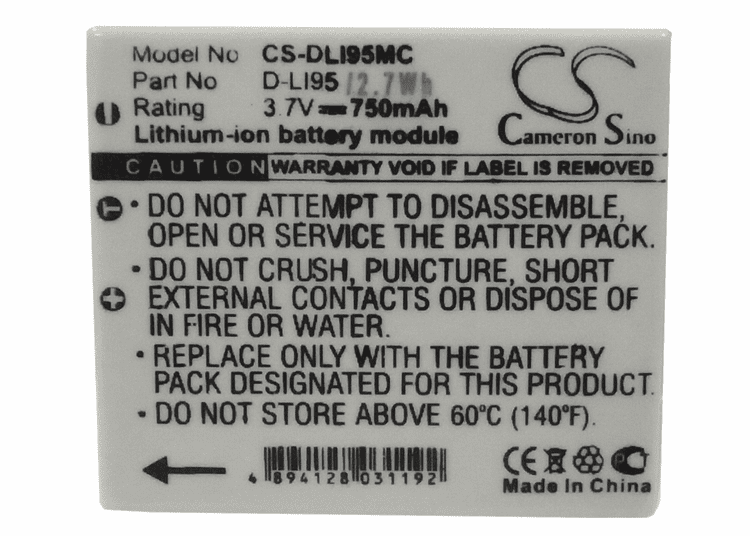 Model No CS-DLI95MC
Part No D-LI95 /2.7Wh
Rating 3.7V 750mAh
Lithium-ion battery module
CS
Cameron Sino
CAUTION WARRANTY VOID IF LABEL IS REMOVED
• DO NOT ATTEMPT TO DISASSEMBLE,
OPEN OR SERVICE THE BATTERY PACK.
• DO NOT CRUSH, PUNCTURE, SHORT
EXTERNAL CONTACTS OR DISPOSE OF
IN FIRE OR WATER.
• REPLACE ONLY WITH THE BATTERY
PACK DESIGNATED FOR THIS PRODUCT.
• DO NOT STORE ABOVE 60°C (140°F).
4 894128 031192
CE
Made in China